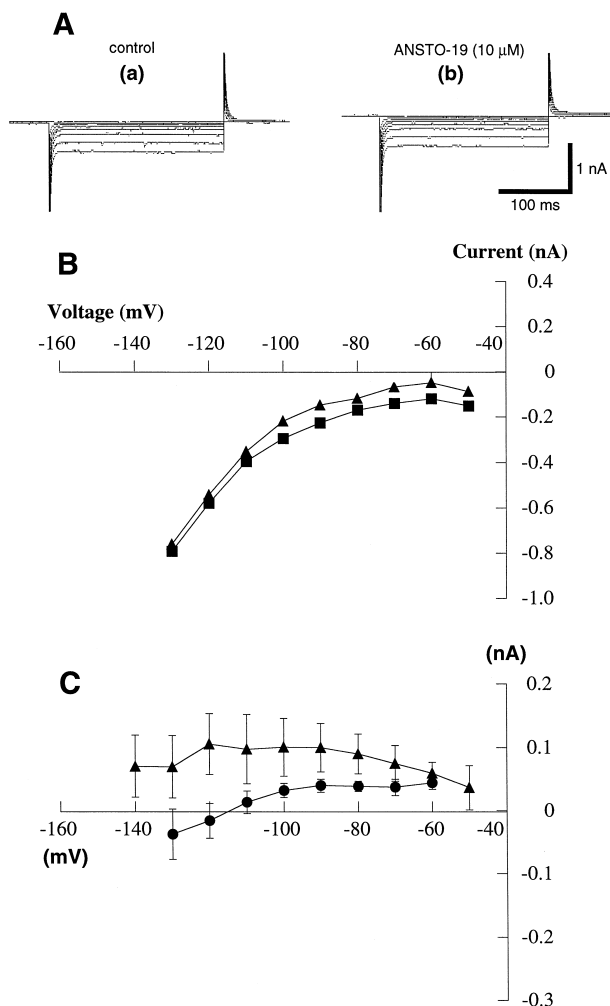 A
control
(a)
ANSTO-19 (10 µM)
(b)
1 nA
100 ms
B
Current (nA)
Voltage (mV)
0.4
0.2
-160 -140 -120 -100 -80 -60 -40
0
-0.2
-0.4
-0.6
-0.8
-1.0
C
(nA)
0.2
0.1
0
-160 -140 -120 -100 -80 -60 -40
(mV)
-0.1
-0.2
-0.3